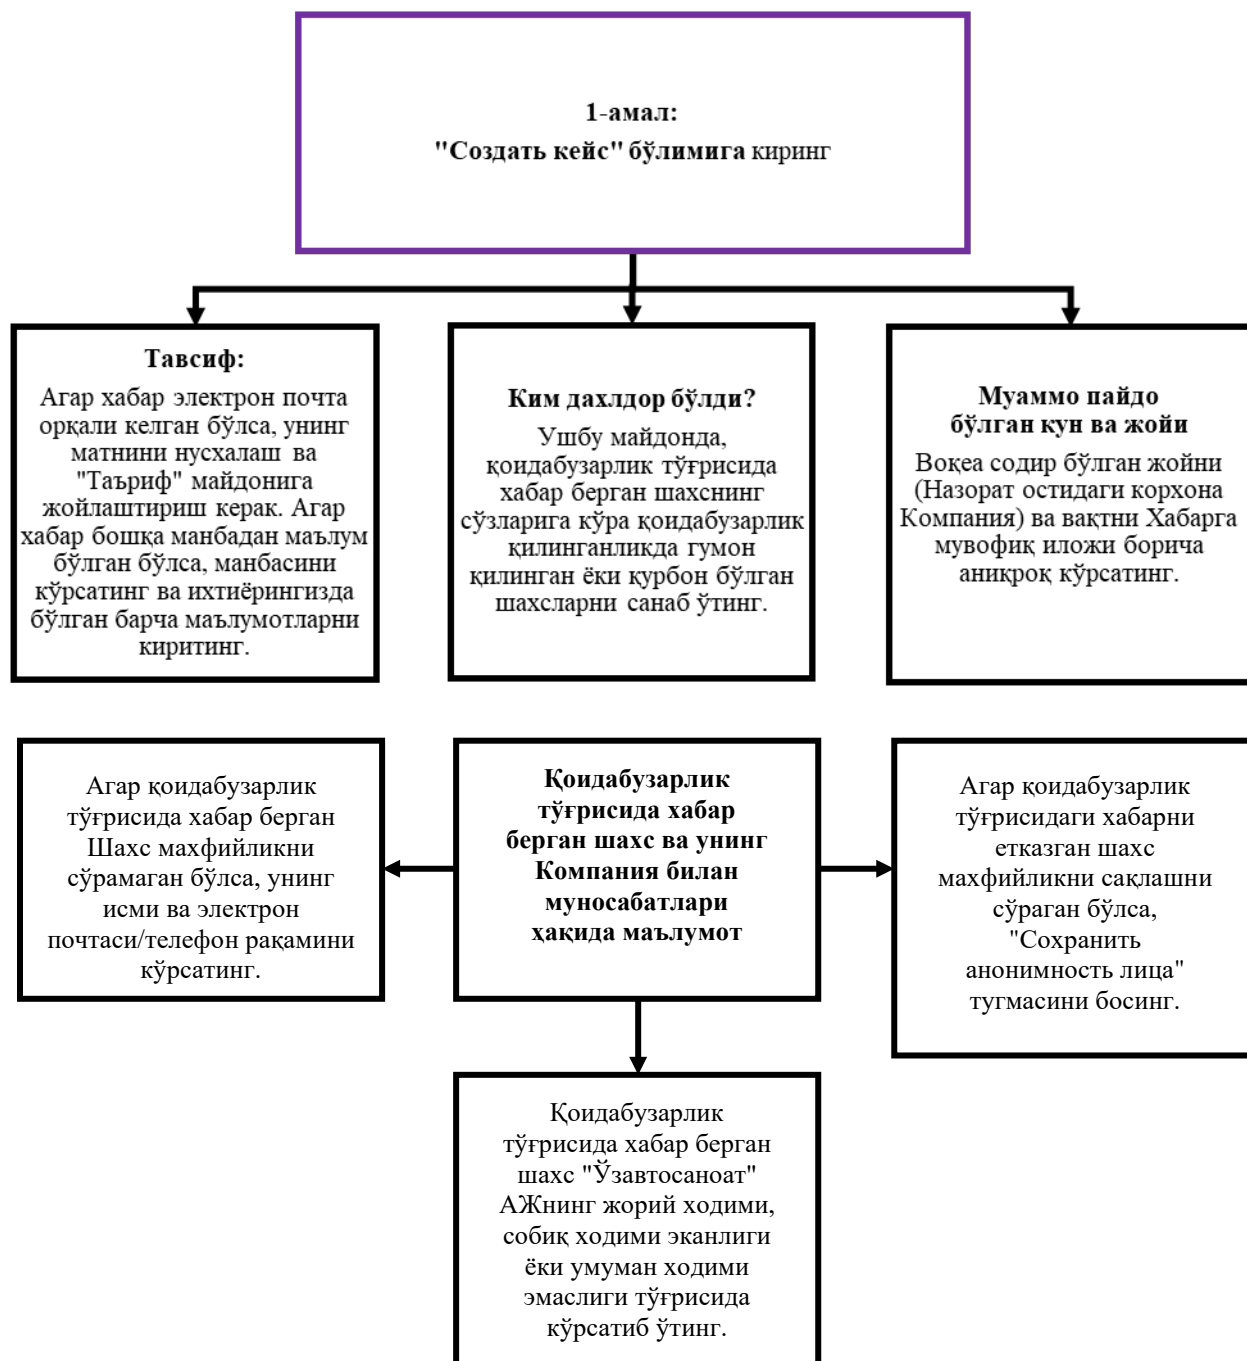 1-амал:
"Создать кейс" бўлимига киринг
Тавсиф:
Агар хабар электрон почта
орқали келган бўлса, унинг
матнини нусхалаш ва
"Таъриф" майдонига
жойлаштириш керак. Агар
хабар бошқа манбадан маълум
бўлган бўлса, манбасини
кўрсатинг ва ихтиёрингизда
бўлган барча маълумотларни
киритинг.
Ким дахлдор бўлди?
Ушбу майдонда,
қоидабузарлик тўғрисида
хабар берган шахснинг
сўзларига кўра қоидабузарлик
қилинганликда гумон
қилинган ёки қурбон бўлган
шахсларни санаб ўтинг.
Муаммо пайдо
бўлган кун ва жойи
Воқеа содир бўлган жойни
(Назорат остидаги корхона
Компания) ва вақтни Хабарга
мувофиқ иложи борича
аниқроқ кўрсатинг.
Агар қоидабузарлик
тўғрисида хабар берган
Шахс махфийликни
сўрамаган бўлса, унинг
исми ва электрон
почтаси/телефон рақамини
кўрсатинг.
Қоидабузарлик
тўғрисида хабар
берган шахс ва унинг
Компания билан
муносабатлари
ҳақида маълумот
Агар қоидабузарлик
тўғрисидаги хабарни
етказган шахс
махфийликни сақлашни
сўраган бўлса,
"Сохранить
анонимность лица"
тугмасини босинг.
Қоидабузарлик
тўғрисида хабар берган
шахс "Ўзавтосаноат"
АЖнинг жорий ходими,
собиқ ходими эканлиги
ёки умуман ходими
эмаслиги тўғрисида
кўрсатиб ўтинг.